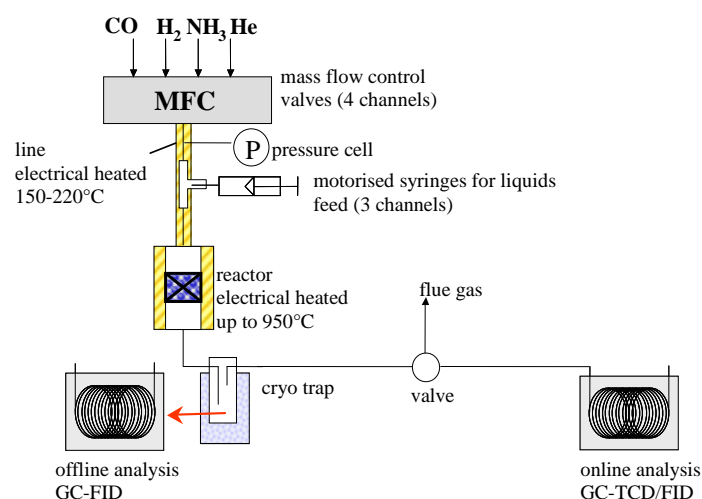 CO H₂ NH₃ He
MFC
mass flow control
valves (4 channels)
line
electrical heated
150-220°C
P
pressure cell
motorised syringes for liquids
feed (3 channels)
reactor
electrical heated
up to 950°C
flue gas
cryo trap
valve
offline analysis
GC-FID
online analysis
GC-TCD/FID